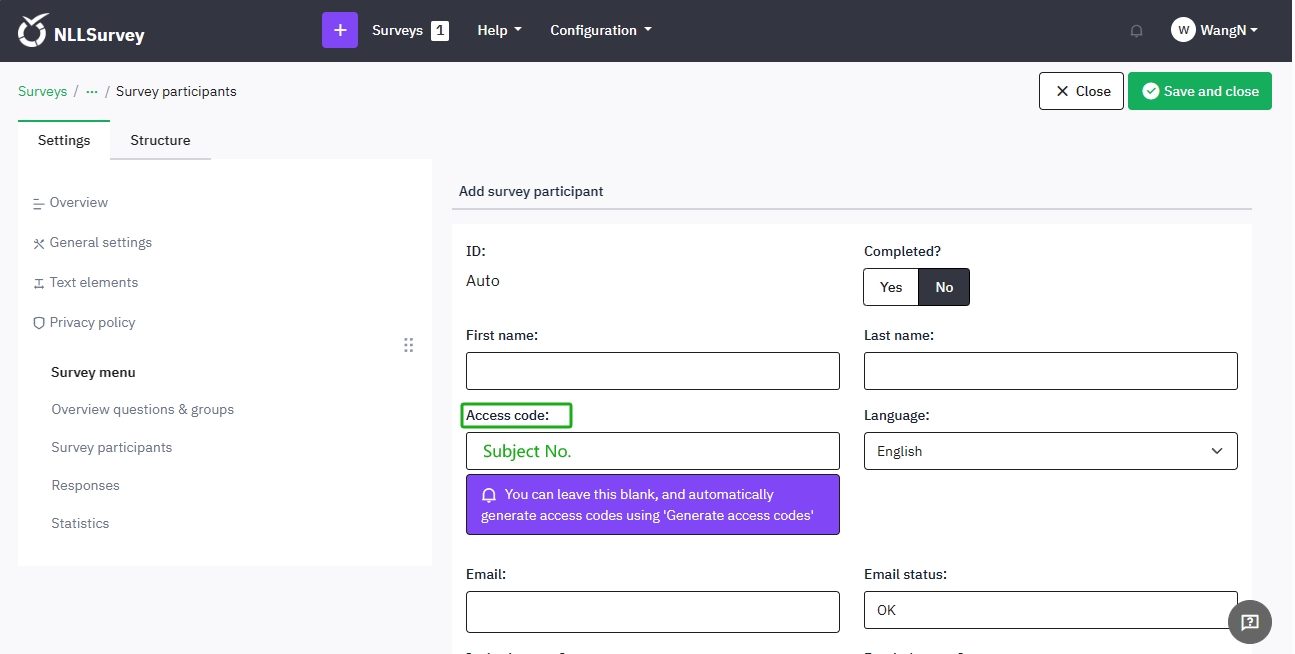 NLLSurvey
+
Surveys 1
Help
Configuration
W WangN
Surveys / ... / Survey participants
Close
Save and close
Settings
Structure
Overview
General settings
Text elements
Privacy policy
Survey menu
Overview questions & groups
Survey participants
Responses
Statistics
Add survey participant
ID:
Auto
Completed?
Yes No
First name:
Last name:
Access code:
Subject No.
You can leave this blank, and automatically
generate access codes using 'Generate access codes'
Language:
English
Email:
Email status:
OK